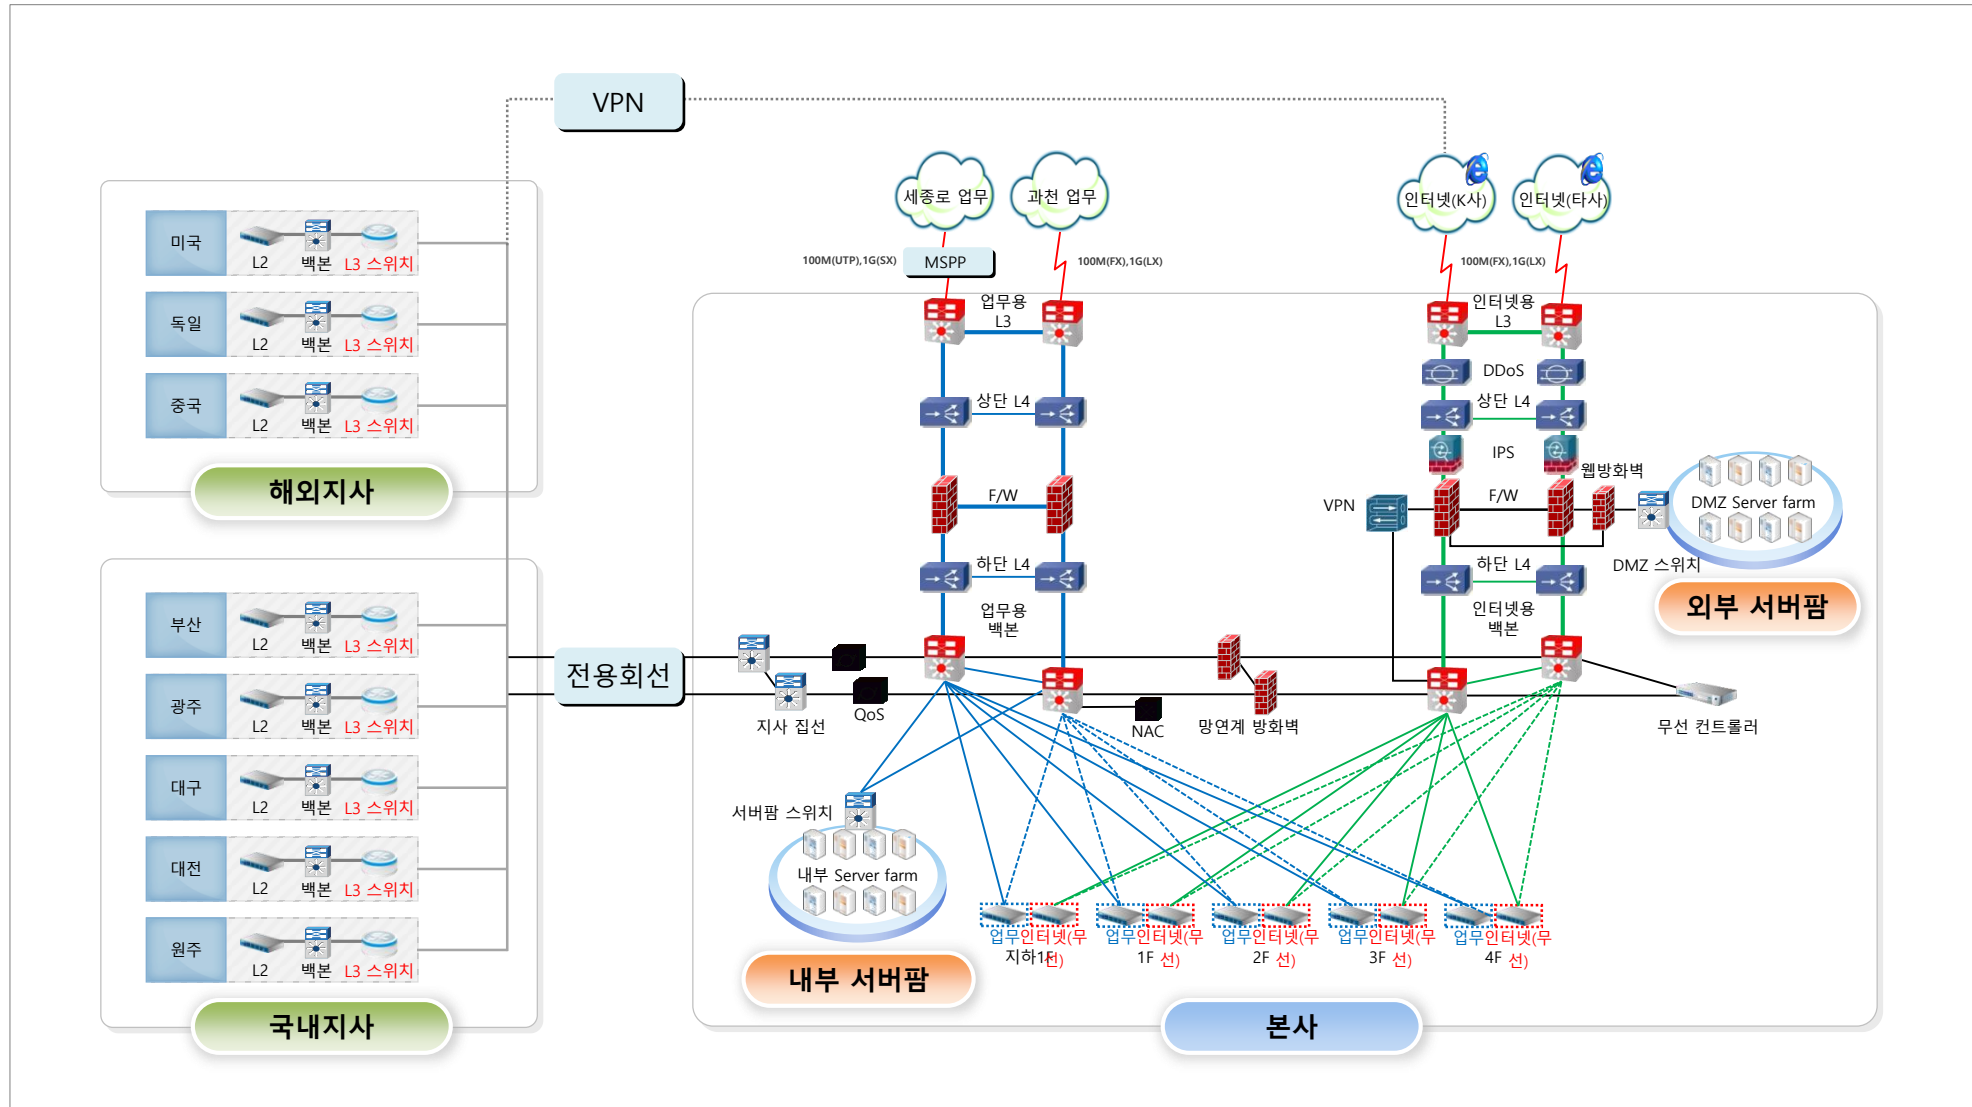 VPN
세종로 업무
과천 업무
인터넷(K사)
인터넷(타사)
100M(UTP),1G(SX)
MSPP
100M(FX),1G(LX)
100M(FX),1G(LX)
미국
L2
백본
L3 스위치
독일
L2
백본
L3 스위치
중국
L2
백본
L3 스위치
해외지사
부산
L2
백본
L3 스위치
광주
L2
백본
L3 스위치
대구
L2
백본
L3 스위치
대전
L2
백본
L3 스위치
원주
L2
백본
L3 스위치
국내지사
전용회선
업무용
L3
상단 L4
F/W
하단 L4
업무용
백본
인터넷용
L3
DDoS
상단 L4
IPS
웹방화벽
VPN
F/W
DMZ Server farm
하단 L4
DMZ 스위치
외부 서버팜
인터넷용
백본
지사 집선
QoS
NAC
망연계 방화벽
무선 컨트롤러
서버팜 스위치
내부 Server farm
내부 서버팜
업무
인터넷(무
선)
지하1F
업무
인터넷(무
선)
1F
업무
인터넷(무
선)
2F
업무
인터넷(무
선)
3F
업무
인터넷(무
선)
4F
본사